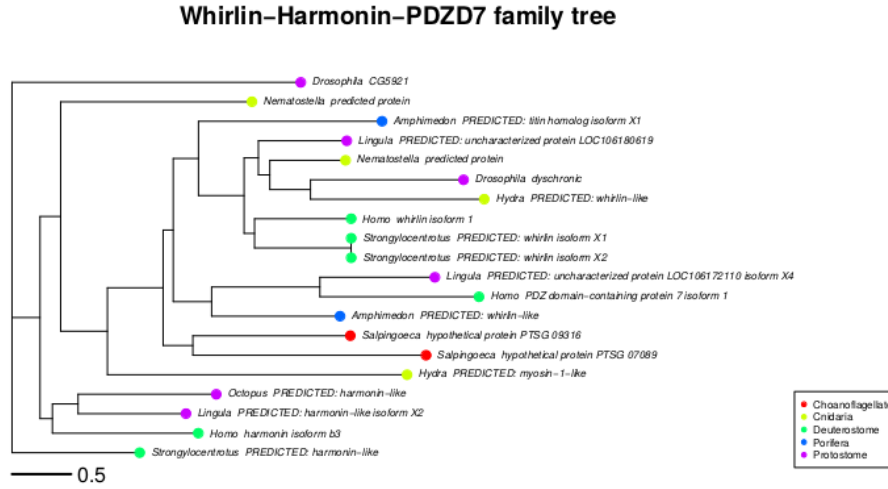 Whirlin–Harmonin–PDZD7 family tree
Drosophila CG5921
Nematostella predicted protein
Amphimedon PREDICTED: titin homolog isoform X1
Lingula PREDICTED: uncharacterized protein LOC106180619
Nematostella predicted protein
Drosophila dyschronic
Hydra PREDICTED: whirlin–like
Homo whirlin isoform 1
Strongylocentrotus PREDICTED: whirlin isoform X1
Strongylocentrotus PREDICTED: whirlin isoform X2
Lingula PREDICTED: uncharacterized protein LOC106172110 isoform X4
Homo PDZ domain–containing protein 7 isoform 1
Amphimedon PREDICTED: whirlin–like
Salpingoeca hypothetical protein PTSG 09316
Salpingoeca hypothetical protein PTSG 07089
Hydra PREDICTED: myosin–1–like
Octopus PREDICTED: harmonin–like
Lingula PREDICTED: harmonin–like isoform X2
Homo harmonin isoform b3
Strongylocentrotus PREDICTED: harmonin–like
0.5
Choanoflagellat
Cnidaria
Deuterostome
Porifera
Protostome